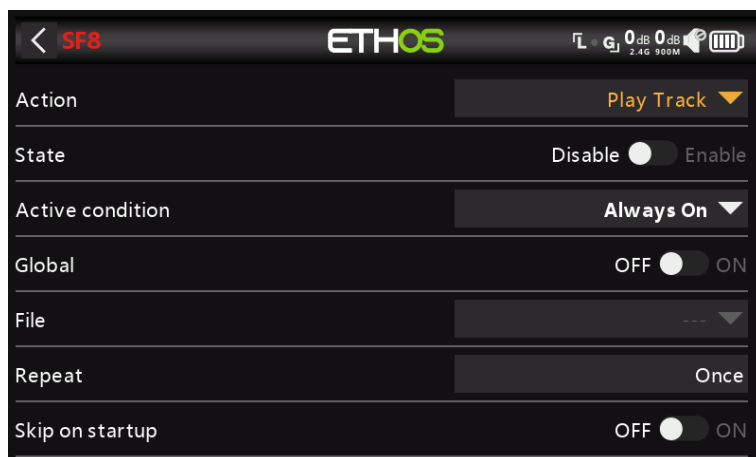 SF8 ETHOS L G 0dB 0dB
2.4G 900M
Action Play Track
State Disable Enable
Active condition Always On
Global OFF ON
File ---
Repeat Once
Skip on startup OFF ON